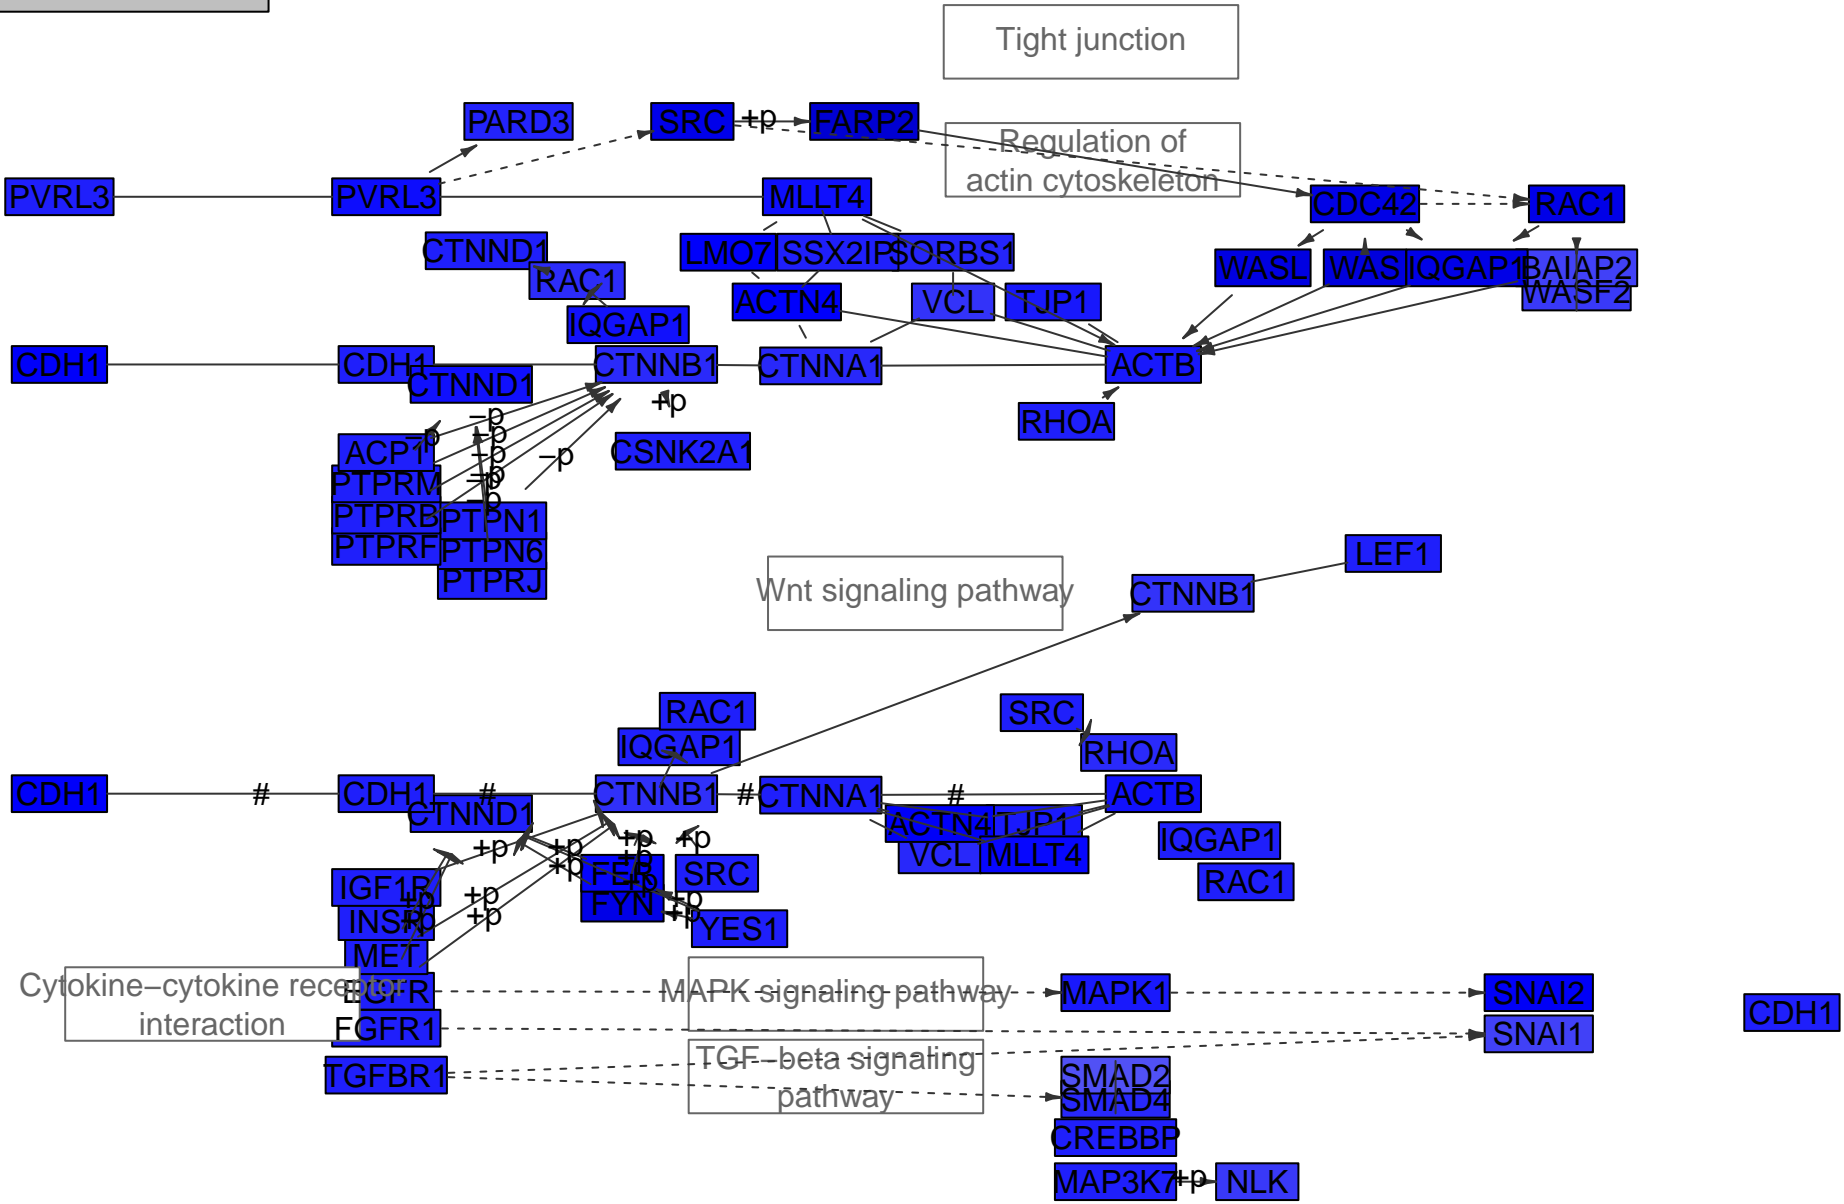 Tight junction
PARD3
SRC
+p
FARP2
Regulation of
actin cytoskeleton
PVRL3
PVRL3
MLLT4
CDC42
RAC1
CTNND1
RAC1
LMO7
SSX2IP
SORBS1
WASL
WAS
IQGAP1
BAIAP2
WASF2
IQGAP1
ACTN4
VCL
TJP1
CDH1
CDH1
CTNND1
CTNNB1
CTNNA1
ACTB
+p
RHOA
–p
–p
–p
–p
–p
–p
–p
–p
ACP1
CSNK2A1
PTPRM
PTPRB
PTPN1
PTPRF
PTPN6
PTPRJ
LEF1
Wnt signaling pathway
CTNNB1
RAC1
SRC
IQGAP1
RHOA
CDH1
#
CDH1
#
CTNND1
CTNNB1
#
CTNNA1
#
ACTB
ACTN4
TJP1
IQGAP1
+p
+p
+p
+p
+p
+p
VCL
MLLT4
IGF1R
FER
SRC
RAC1
+p
+p
+p
+p
INSR
+p
+p
FYN
+p
+p
YES1
MET
Cytokine–cytokine receptor
interaction
EGFR
MAPK signaling pathway
MAPK1
SNAI2
CDH1
FGFR1
SNAI1
TGFBR1
TGF–beta signaling
pathway
SMAD2
SMAD4
CREBBP
MAP3K7
+p
NLK